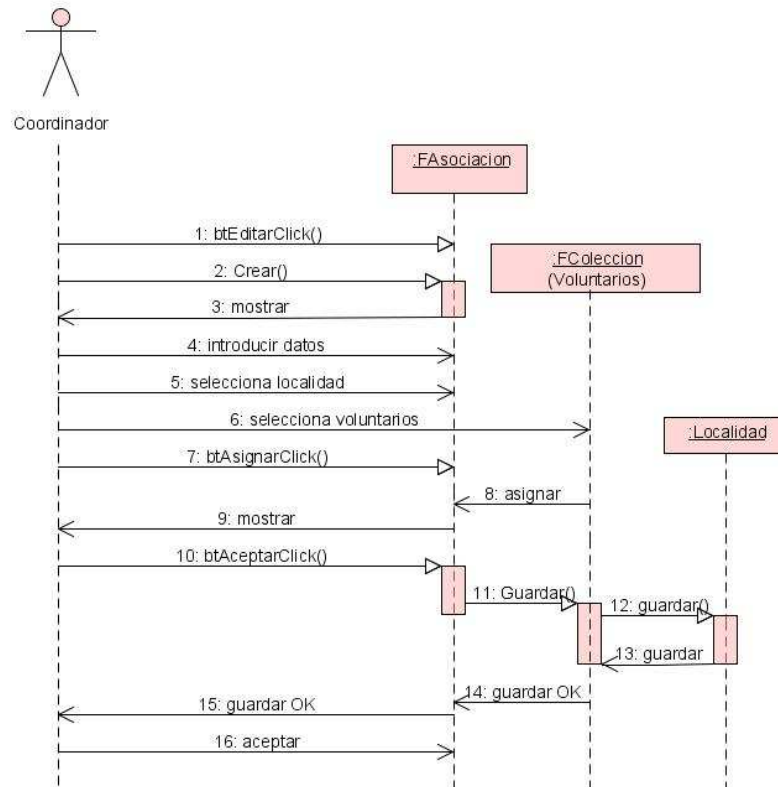 Coordinador
:FAsociacion
1: btEditarClick()
:FColeccion
(Voluntarios)
2: Crear()
3: mostrar
4: introducir datos
5: selecciona localidad
6: selecciona voluntarios
:Localidad
7: btAsignarClick()
8: asignar
9: mostrar
10: btAceptarClick()
11: Guardar()
12: guardar()
13: guardar
14: guardar OK
15: guardar OK
16: aceptar